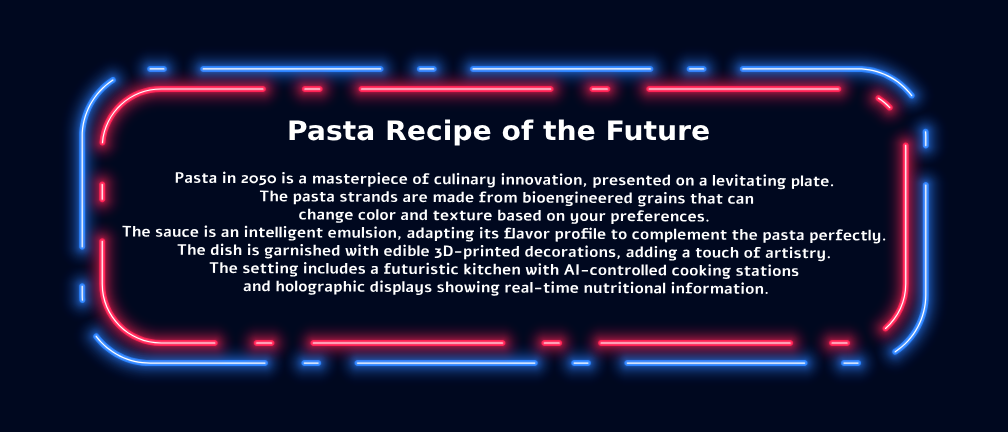 Pasta Recipe of the Future
Pasta in 2050 is a masterpiece of culinary innovation, presented on a levitating plate.
The pasta strands are made from bioengineered grains that can
change color and texture based on your preferences.
The sauce is an intelligent emulsion, adapting its flavor profile to complement the pasta perfectly.
The dish is garnished with edible 3D-printed decorations, adding a touch of artistry.
The setting includes a futuristic kitchen with AI-controlled cooking stations
and holographic displays showing real-time nutritional information.